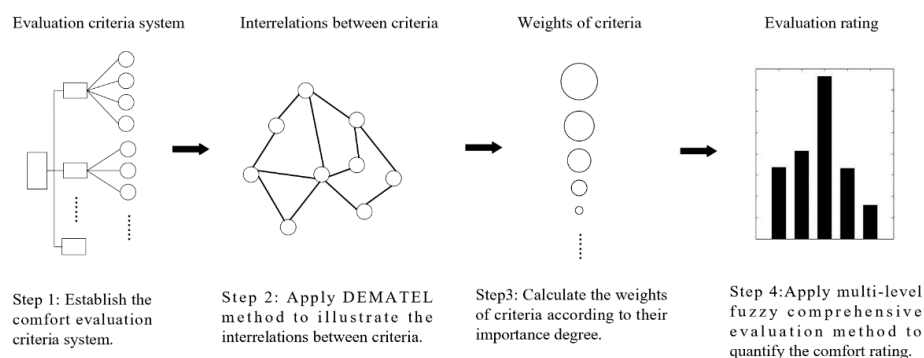 Evaluation criteria system
Interrelations between criteria
Weights of criteria
Evaluation rating
Step 1: Establish the
comfort evaluation
criteria system.
Step 2: Apply DEMATEL
method to illustrate the
interrelations between criteria.
Step3: Calculate the weights
of criteria according to their
importance degree.
Step 4:Apply multi-level
fuzzy comprehensive
evaluation method to
quantify the comfort rating.